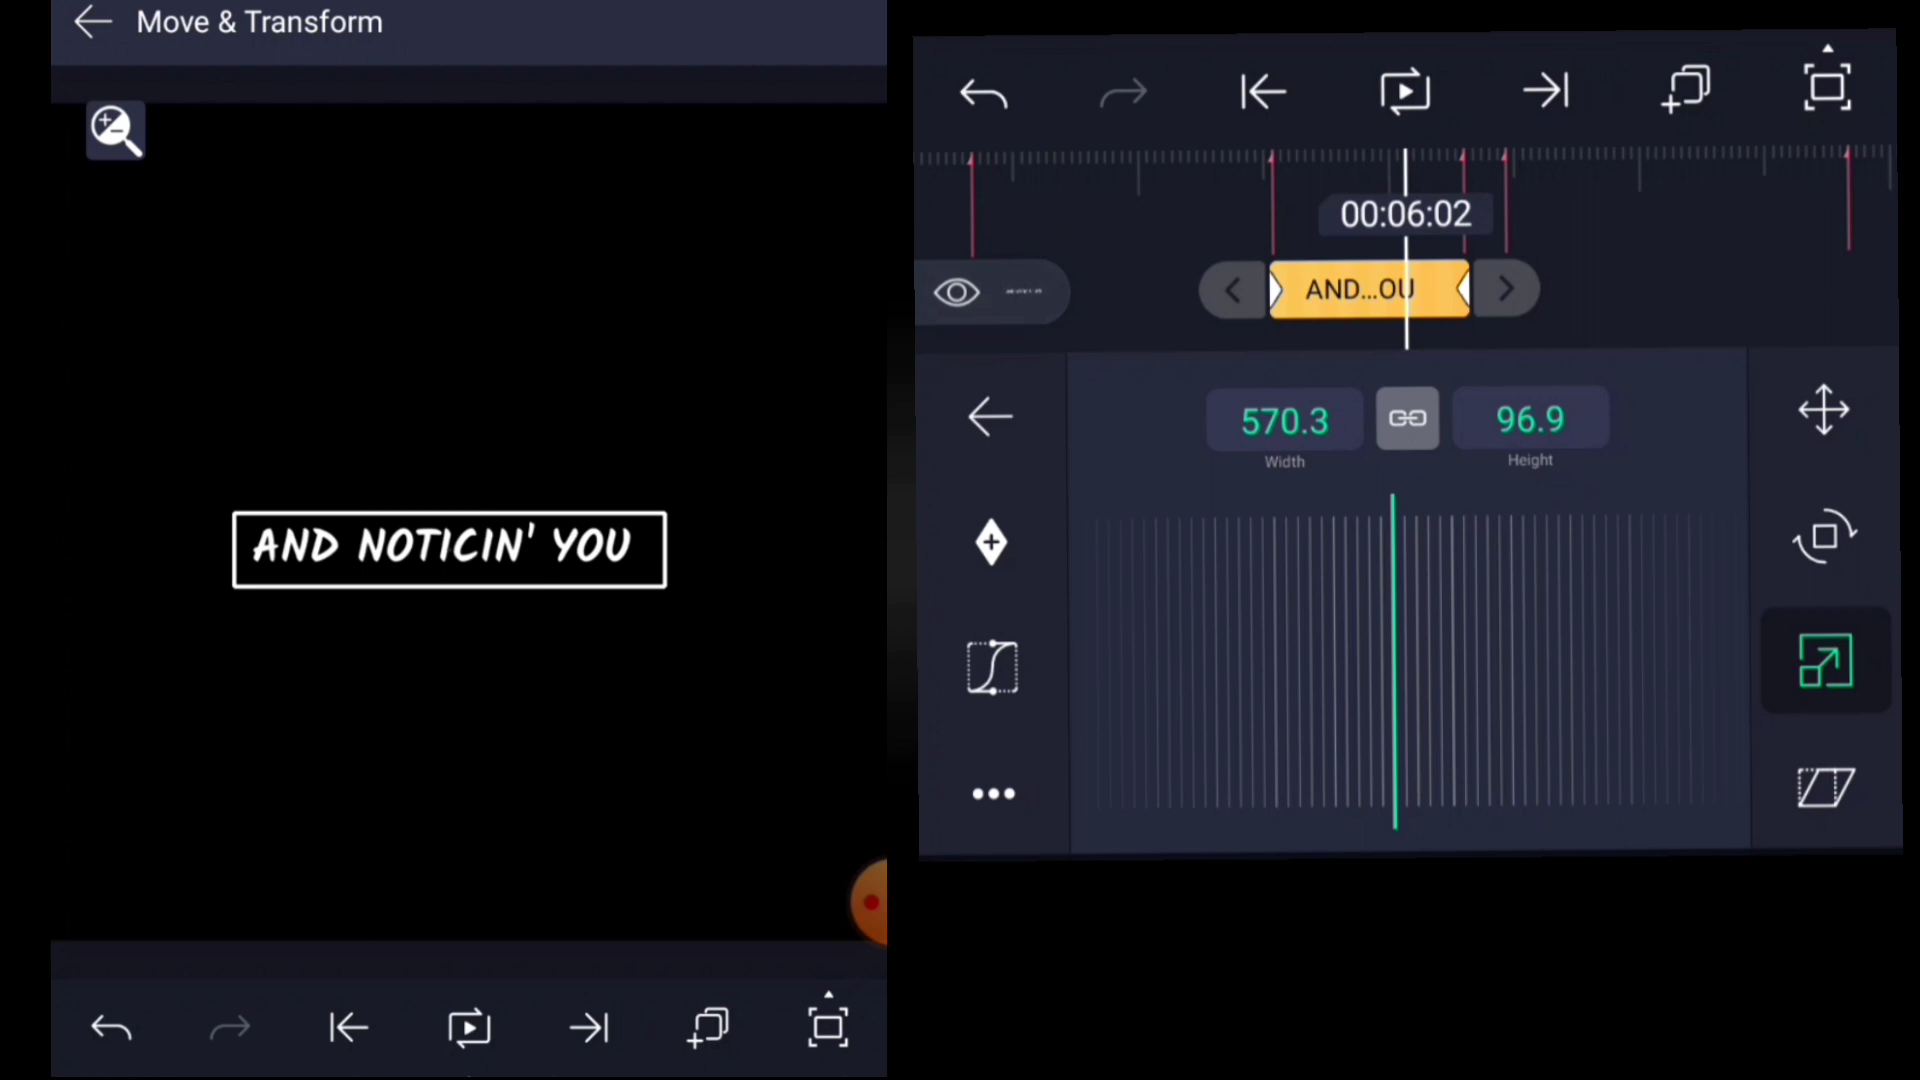 Move & Transform
AND NOTICIN' YOU
00:06:02
AND...OU
570.3
Width
96.9
Height